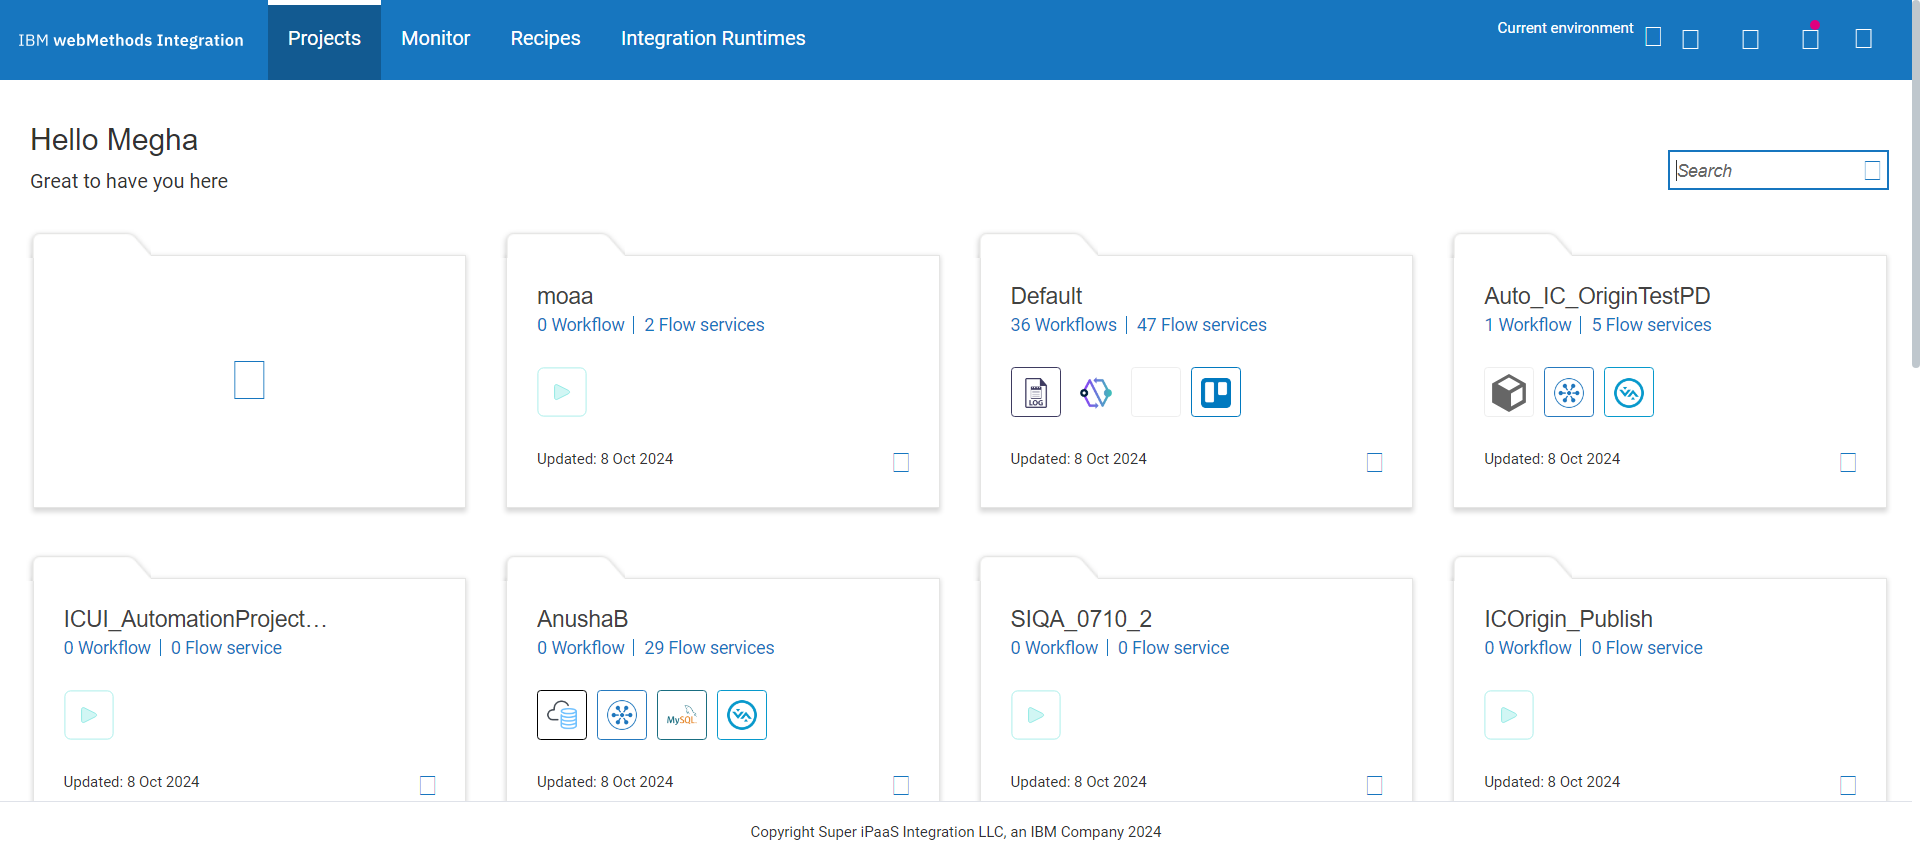 IBM webMethods Integration
Projects
Monitor
Recipes
Integration Runtimes
Current environment
Hello Megha
Great to have you here
Search
moaa
0 Workflow | 2 Flow services
Updated: 8 Oct 2024
Default
36 Workflows | 47 Flow services
LOG
Updated: 8 Oct 2024
Auto_IC_OriginTestPD
1 Workflow | 5 Flow services
Updated: 8 Oct 2024
ICUI_AutomationProject...
0 Workflow | 0 Flow service
Updated: 8 Oct 2024
AnushaB
0 Workflow | 29 Flow services
MySQL
Updated: 8 Oct 2024
SIQA_0710_2
0 Workflow | 0 Flow service
Updated: 8 Oct 2024
ICOrigin_Publish
0 Workflow | 0 Flow service
Updated: 8 Oct 2024
Copyright Super iPaaS Integration LLC, an IBM Company 2024